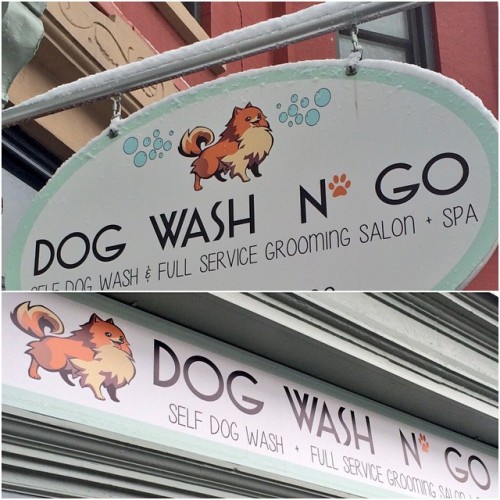 DOG WASH N GO
SELF DOG WASH & FULL SERVICE GROOMING SALON + SPA
DOG WASH N GO
SELF DOG WASH + FULL SERVICE GROOMING SALON